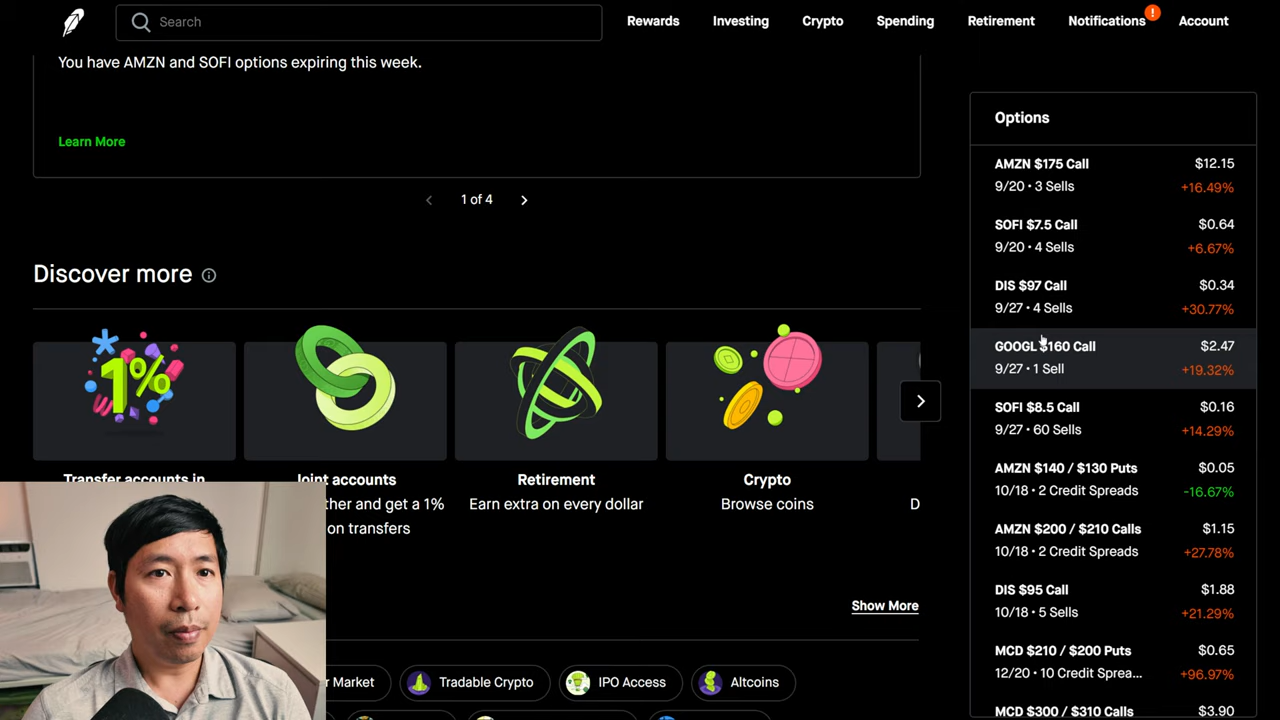 Search
Rewards
Investing
Crypto
Spending
Retirement
Notifications
!
Account
You have AMZN and SOFI options expiring this week.
Learn More
1 of 4
Discover more
1%
Transfer accounts in
Joint accounts
ther and get a 1%
on transfers
Retirement
Earn extra on every dollar
Crypto
Browse coins
D
Show More
r Market
Tradable Crypto
IPO Access
Altcoins
Options
AMZN $175 Call $12.15
9/20 • 3 Sells +16.49%
SOFI $7.5 Call $0.64
9/20 • 4 Sells +6.67%
DIS $97 Call $0.34
9/27 • 4 Sells +30.77%
GOOGL $160 Call $2.47
9/27 • 1 Sell +19.32%
SOFI $8.5 Call $0.16
9/27 • 60 Sells +14.29%
AMZN $140 / $130 Puts $0.05
10/18 • 2 Credit Spreads -16.67%
AMZN $200 / $210 Calls $1.15
10/18 • 2 Credit Spreads +27.78%
DIS $95 Call $1.88
10/18 • 5 Sells +21.29%
MCD $210 / $200 Puts $0.65
12/20 • 10 Credit Sprea... +96.97%
MCD $300 / $310 Calls $3.90